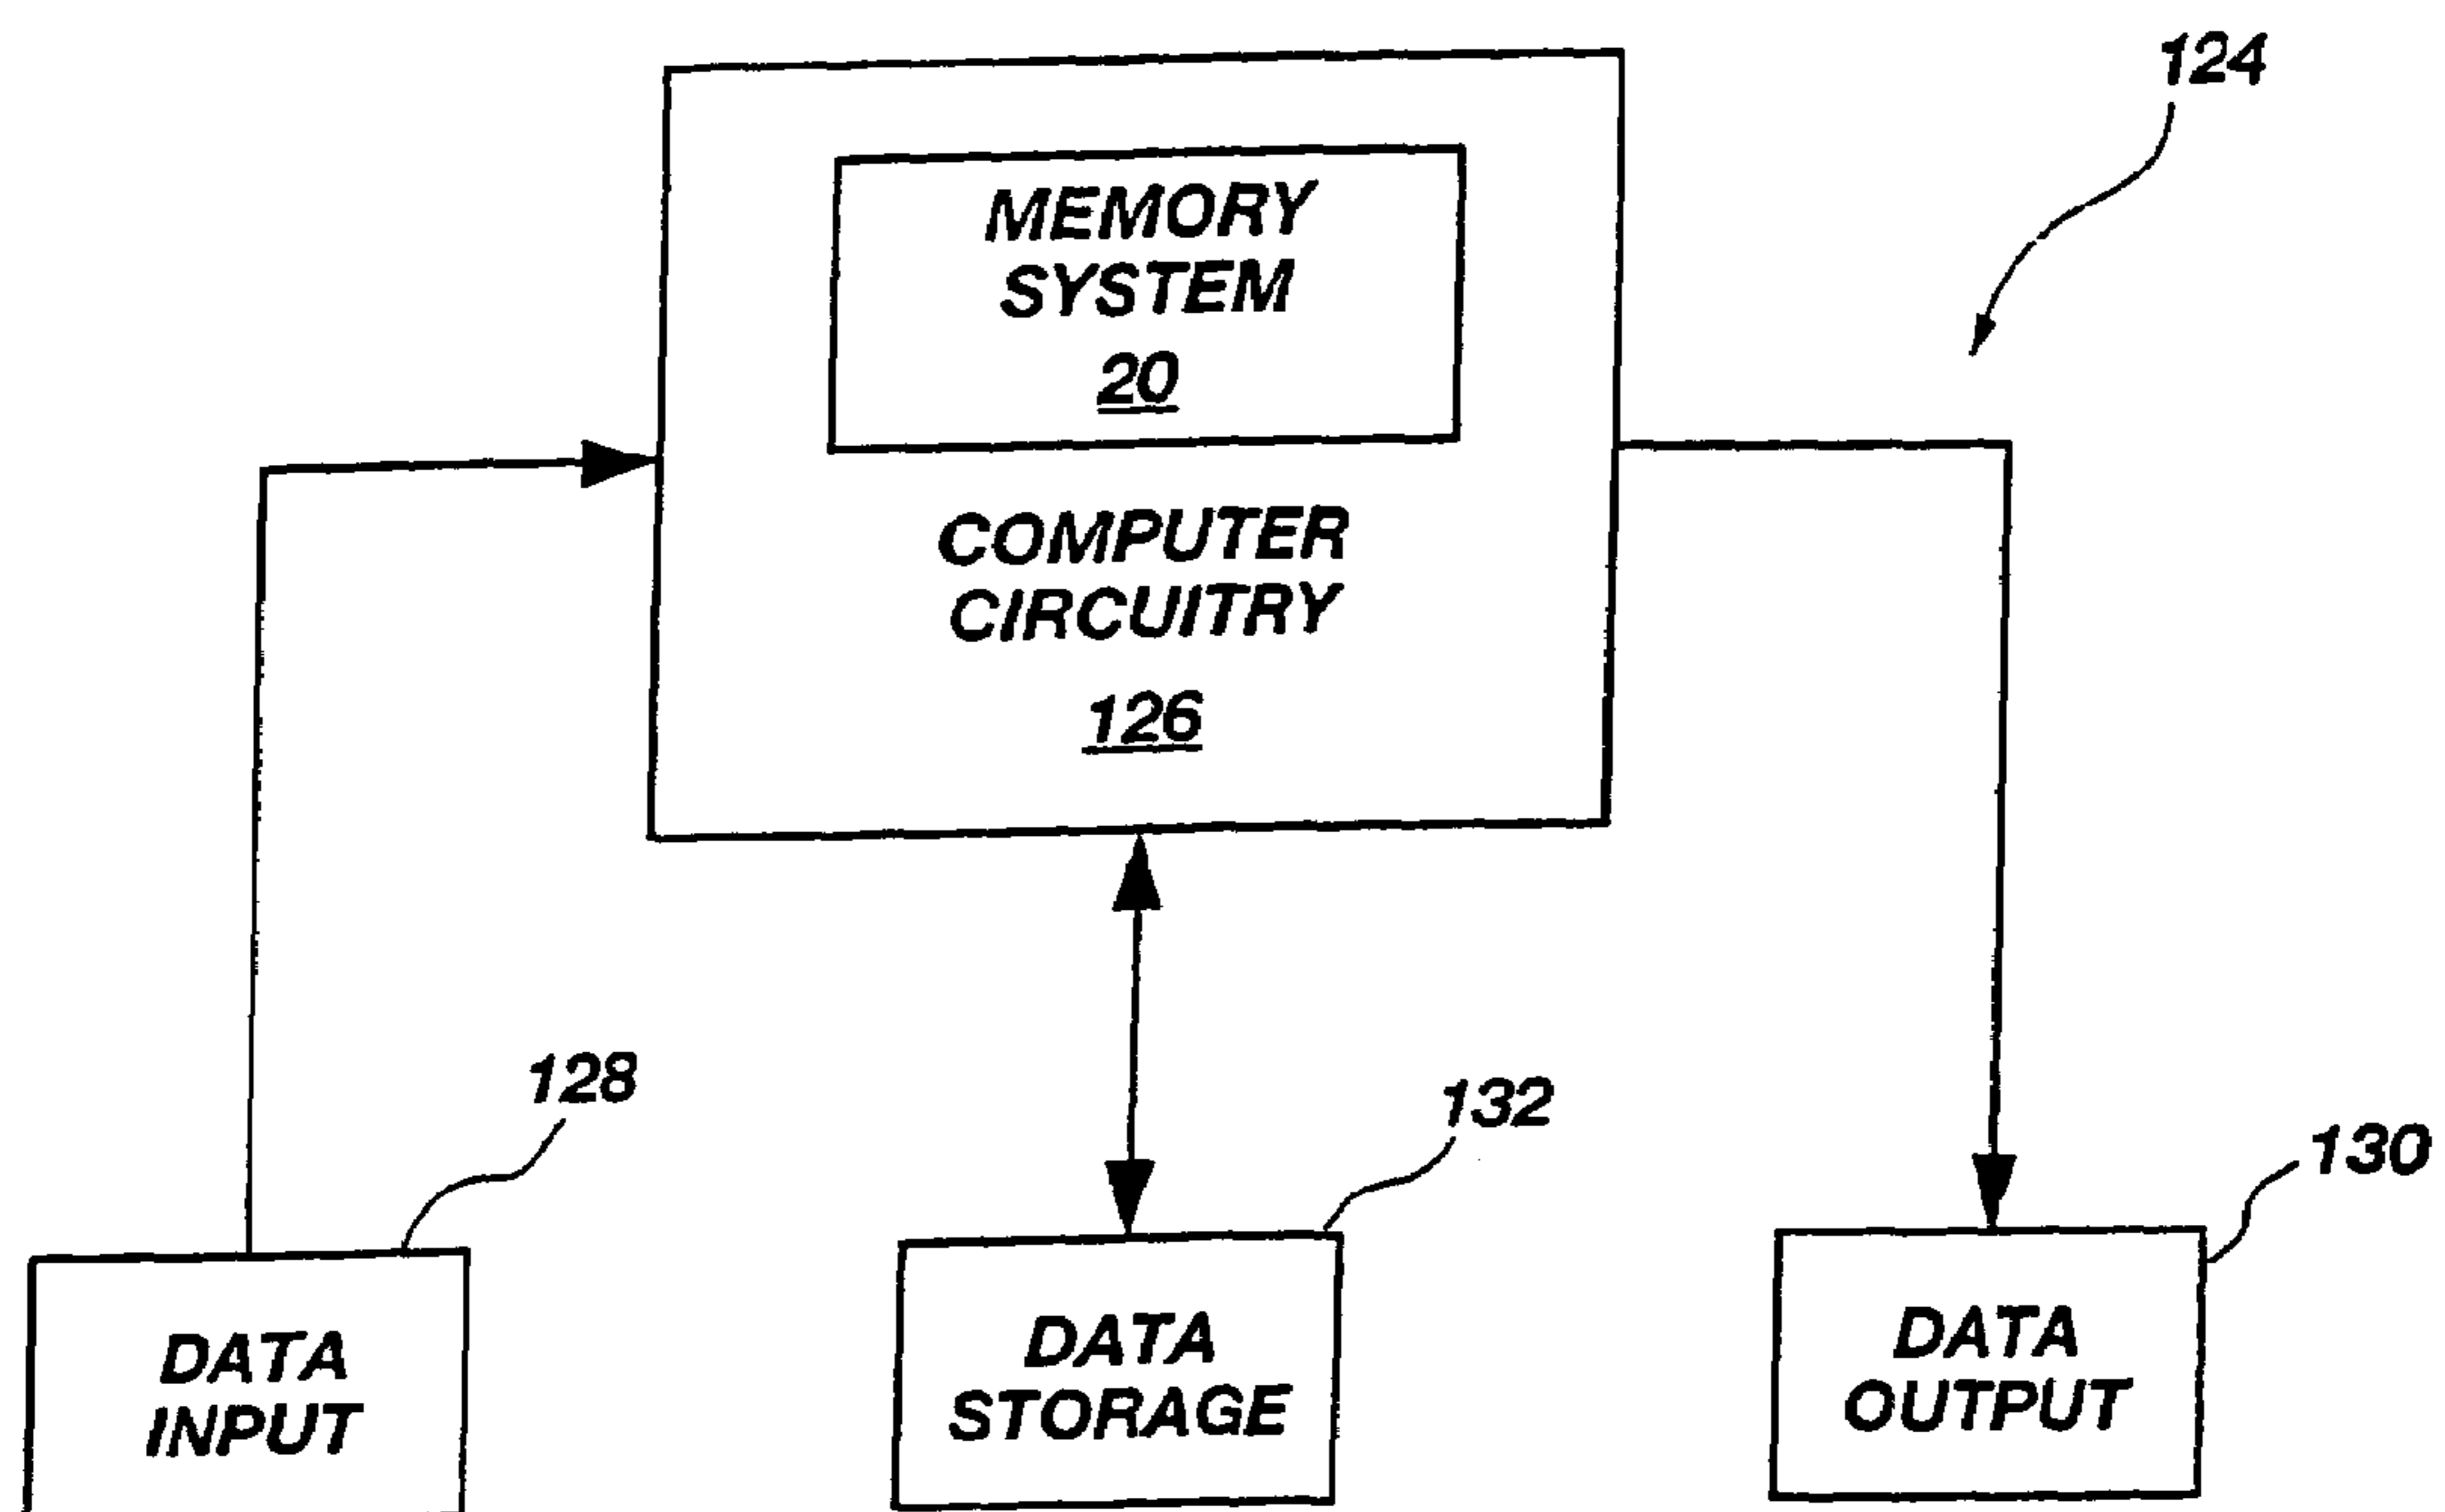 124
MEMORY
SYSTEM
20
COMPUTER
CIRCUITRY
126
128
132
130
DATA
INPUT
DATA
STORAGE
DATA
OUTPUT